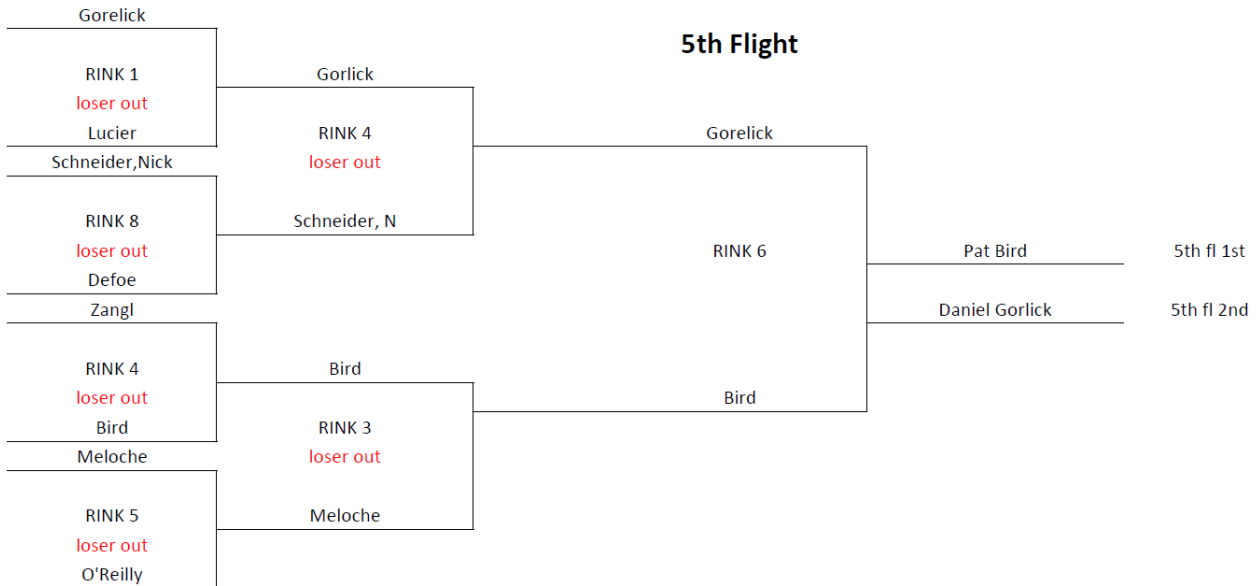 Gorelick
5th Flight
RINK 1
Gorlick
loser out
Lucier
RINK 4
Gorelick
Schneider,Nick
loser out
RINK 8
Schneider, N
loser out
RINK 6
Pat Bird
5th fl 1st
Defoe
Zangl
Daniel Gorlick
5th fl 2nd
RINK 4
Bird
loser out
Bird
Bird
RINK 3
Meloche
loser out
RINK 5
Meloche
loser out
O'Reilly